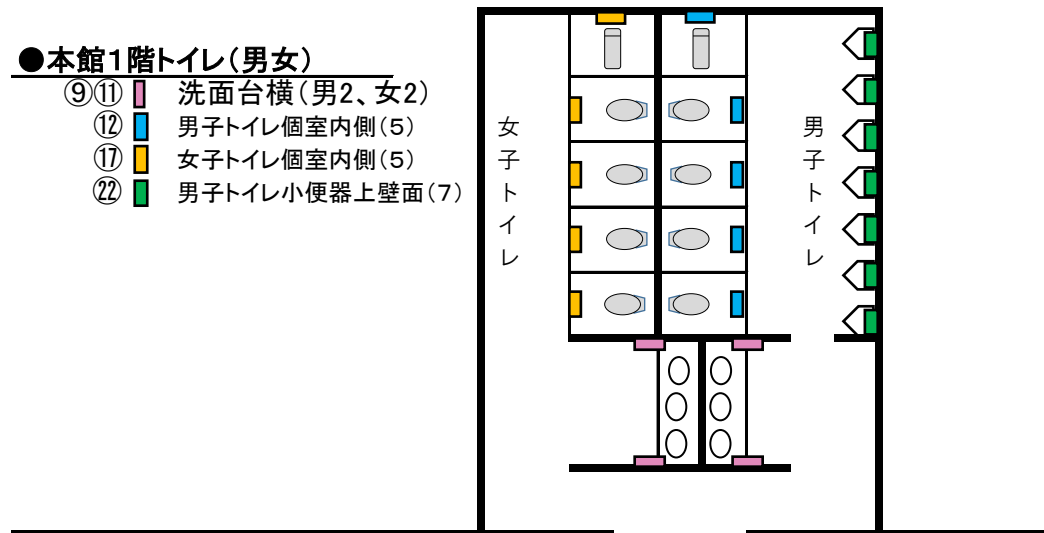 ●本館1階トイレ(男女)
⑨⑪ 洗面台横(男2、女2)
⑫ 男子トイレ個室内側(5)
⑰ 女子トイレ個室内側(5)
㉒ 男子トイレ小便器上壁面(7)
女子トイレ
男子トイレ